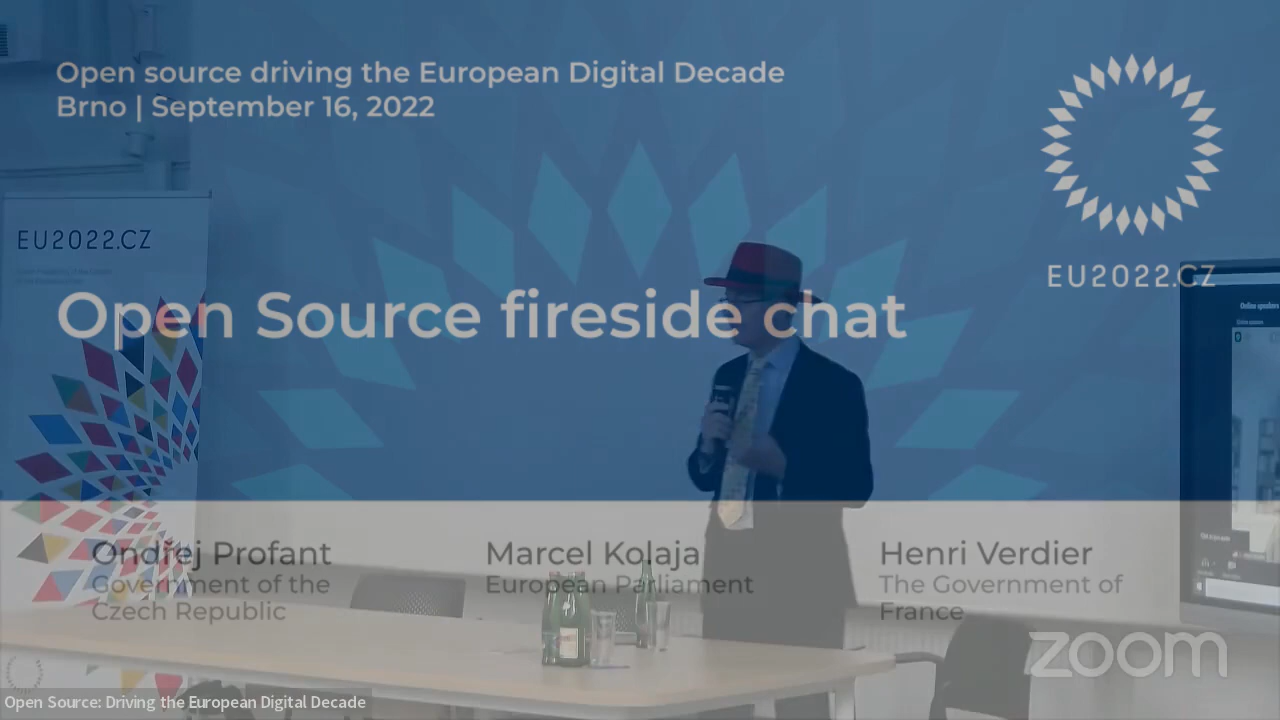 Open source driving the European Digital Decade
Brno | September 16, 2022
EU2022.CZ
EU2022.CZ
Open Source fireside chat
Online speakers
Ondřej Profant
Government of the
Czech Republic
Marcel Kolaja
European Parliament
Henri Verdier
The Government of
France
zoom
Open Source: Driving the European Digital Decade